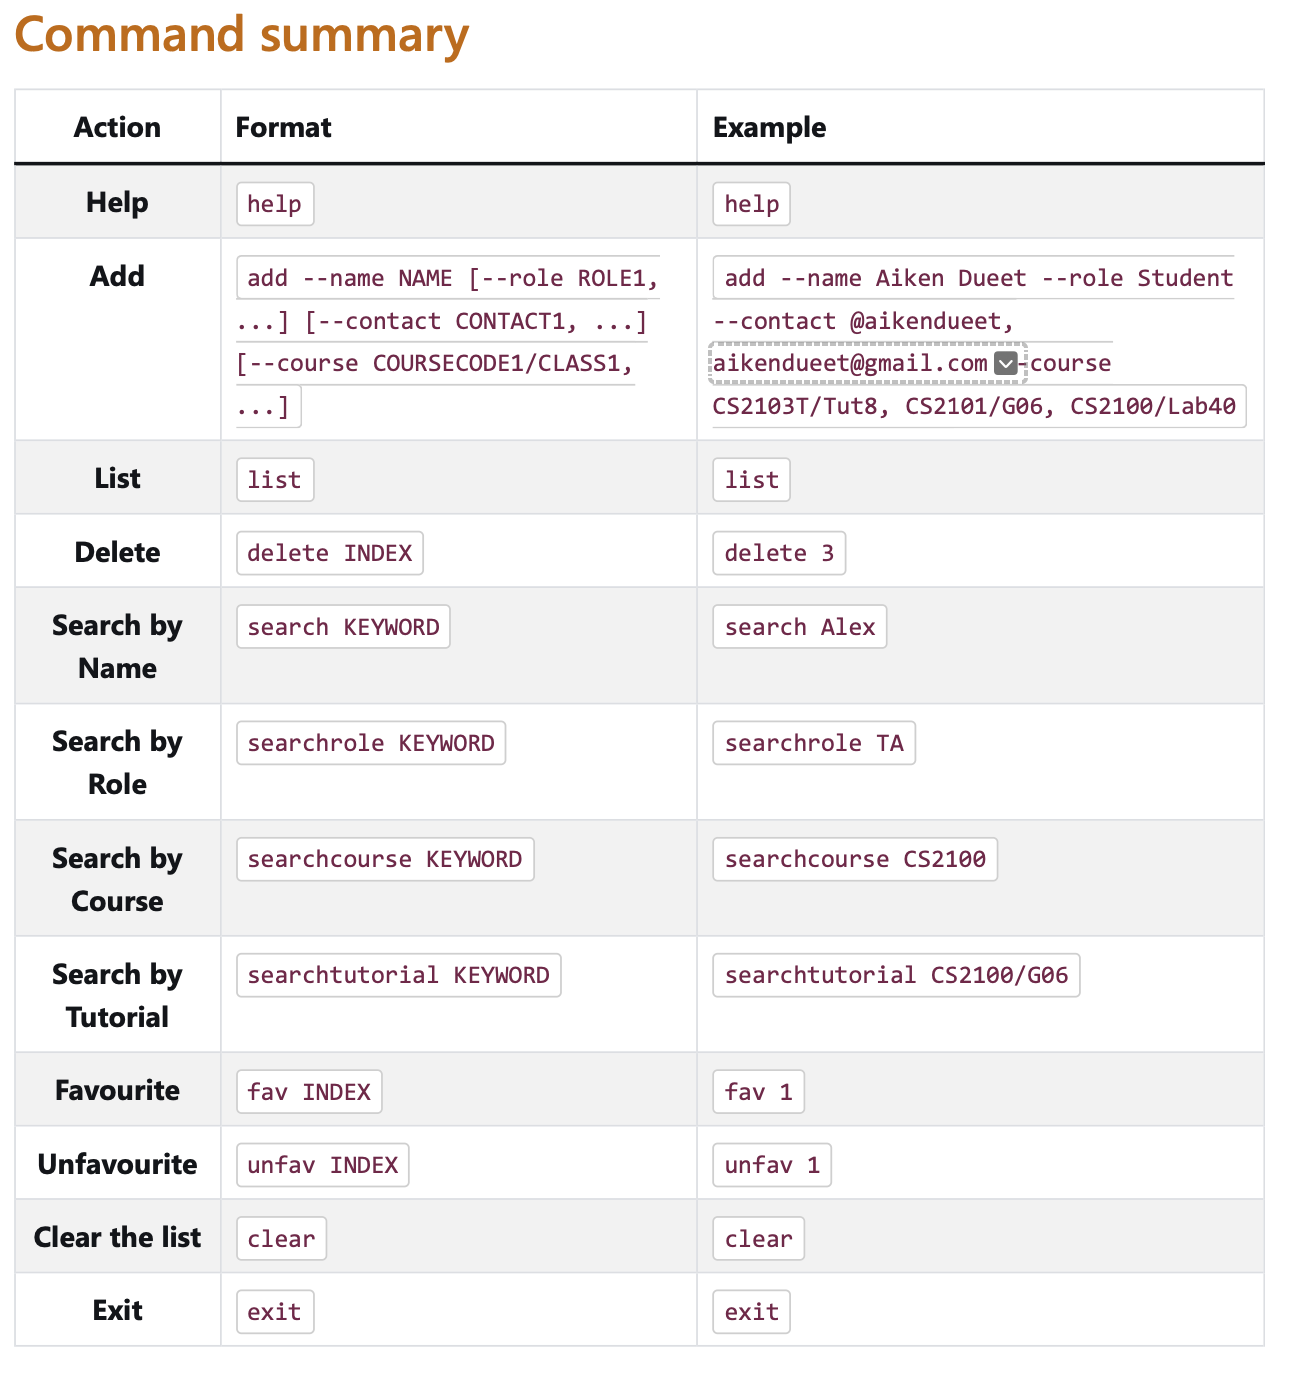 Command summary
Action Format Example
Help help help
Add add --name NAME [--role ROLE1, add --name Aiken Dueet --role Student
...] [--contact CONTACT1, ...] --contact @aikendueet,
[--course COURSECODE1/CLASS1, aikendueet@gmail.com -course
...] CS2103T/Tut8, CS2101/G06, CS2100/Lab40
List list list
Delete delete INDEX delete 3
Search by search KEYWORD search Alex
Name
Search by searchrole KEYWORD searchrole TA
Role
Search by searchcourse KEYWORD searchcourse CS2100
Course
Search by searchtutorial KEYWORD searchtutorial CS2100/G06
Tutorial
Favourite fav INDEX fav 1
Unfavourite unfav INDEX unfav 1
Clear the list clear clear
Exit exit exit